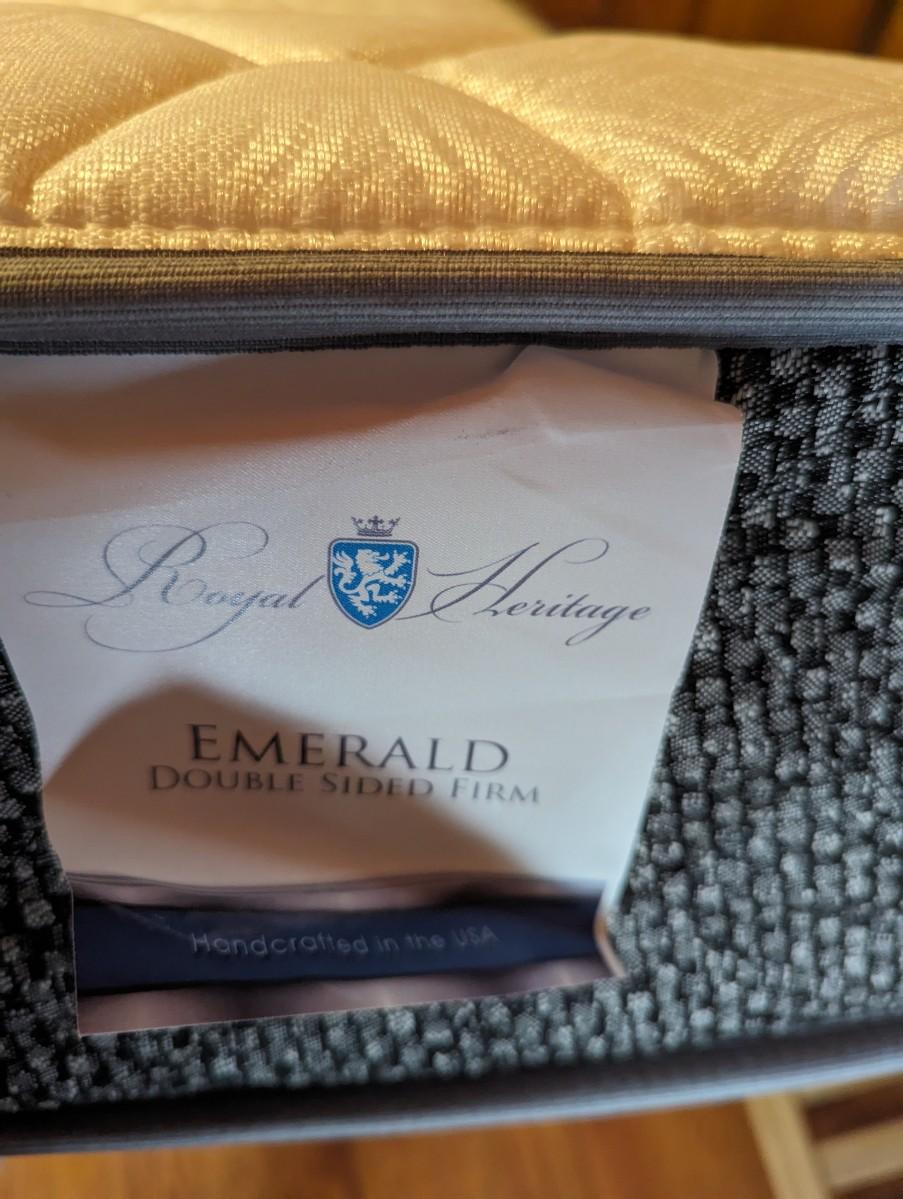 Royal Heritage
EMERALD
DOUBLE SIDED FIRM
Handcrafted in the USA